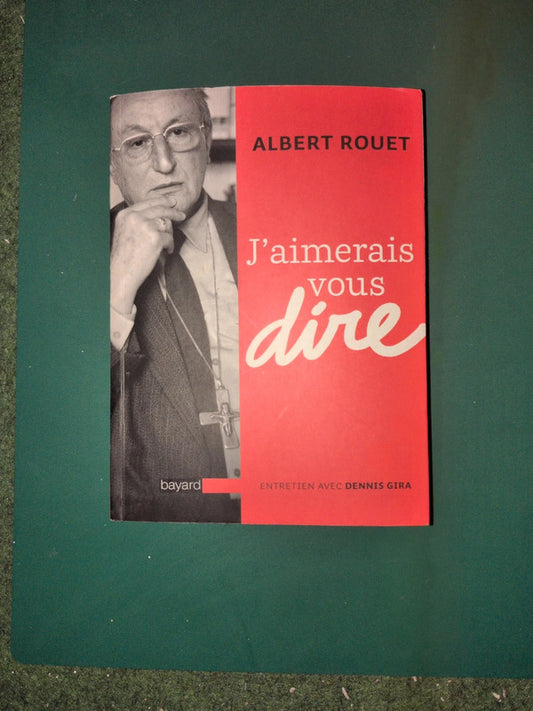 ALBERT ROUET
J'aimerais
vous
dire
bayard
ENTRETIEN AVEC DENNIS GIRA